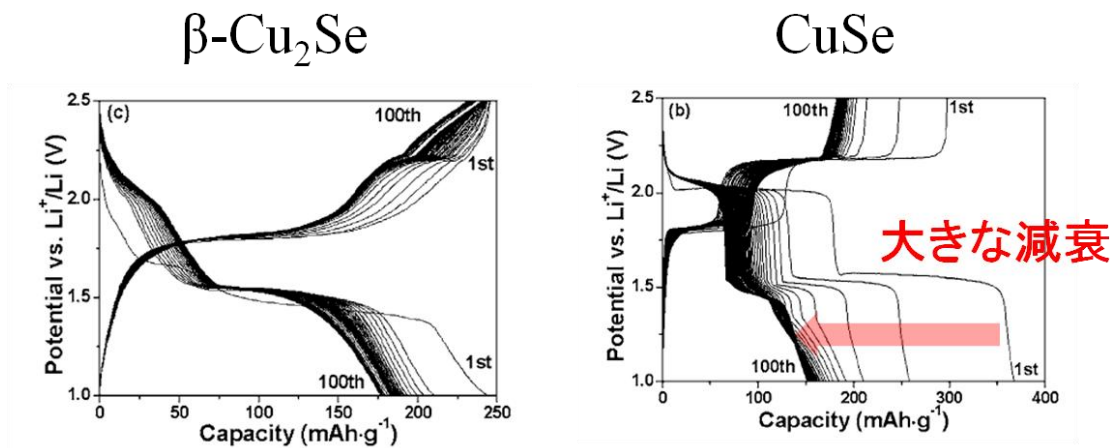 β-Cu₂Se
CuSe
(c)
100th
1st
100th
1st
2.5
2.0
1.5
1.0
Potential vs. Li⁺/Li (V)
0
50
100
150
200
250
Capacity (mAh·g⁻¹)
(b)
100th
1st
大きな減衰
100th
1st
2.5
2.0
1.5
1.0
Potential vs. Li⁺/Li (V)
0
100
200
300
400
Capacity (mAh·g⁻¹)